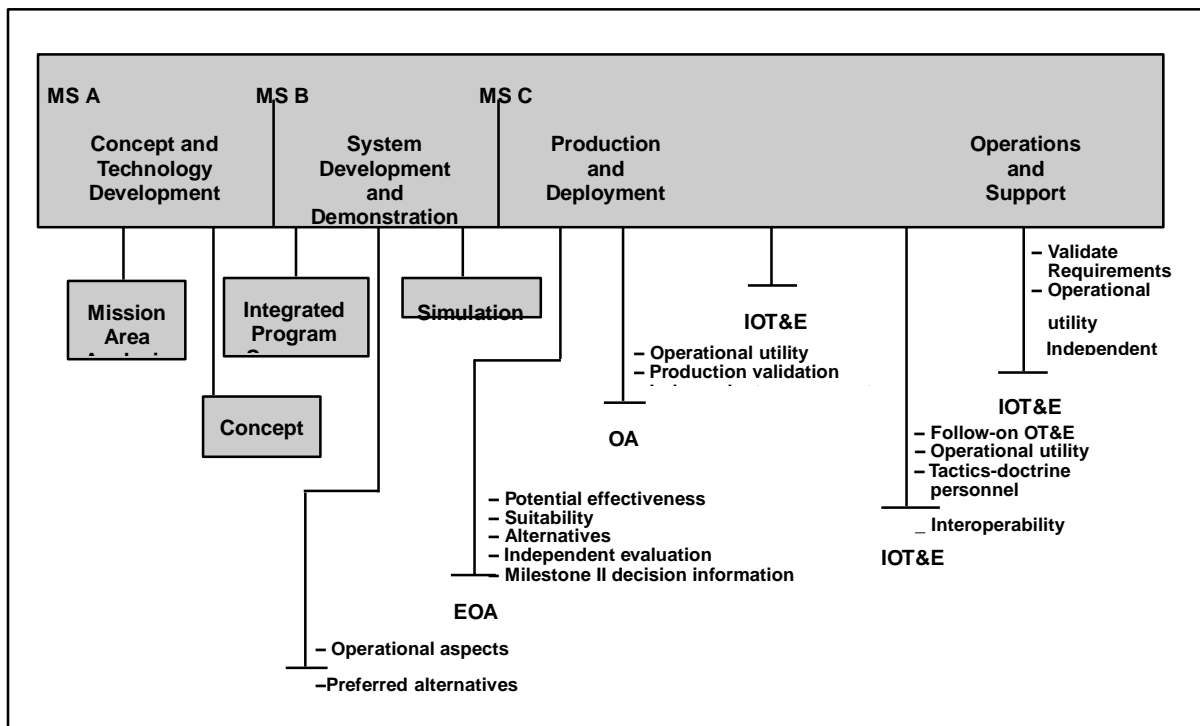 MS A
MS B
MS C
Concept and
Technology
Development
System
Development
and
Demonstration
Production
and
Deployment
Operations
and
Support
Mission
Area
Integrated
Program
Simulation
Concept
IOT&E
– Validate
Requirements
– Operational
utility
Independent
IOT&E
– Operational utility
– Production validation
OA
– Follow-on OT&E
– Operational utility
– Tactics-doctrine
personnel
_ Interoperability
IOT&E
– Potential effectiveness
– Suitability
– Alternatives
– Independent evaluation
– Milestone II decision information
EOA
– Operational aspects
–Preferred alternatives